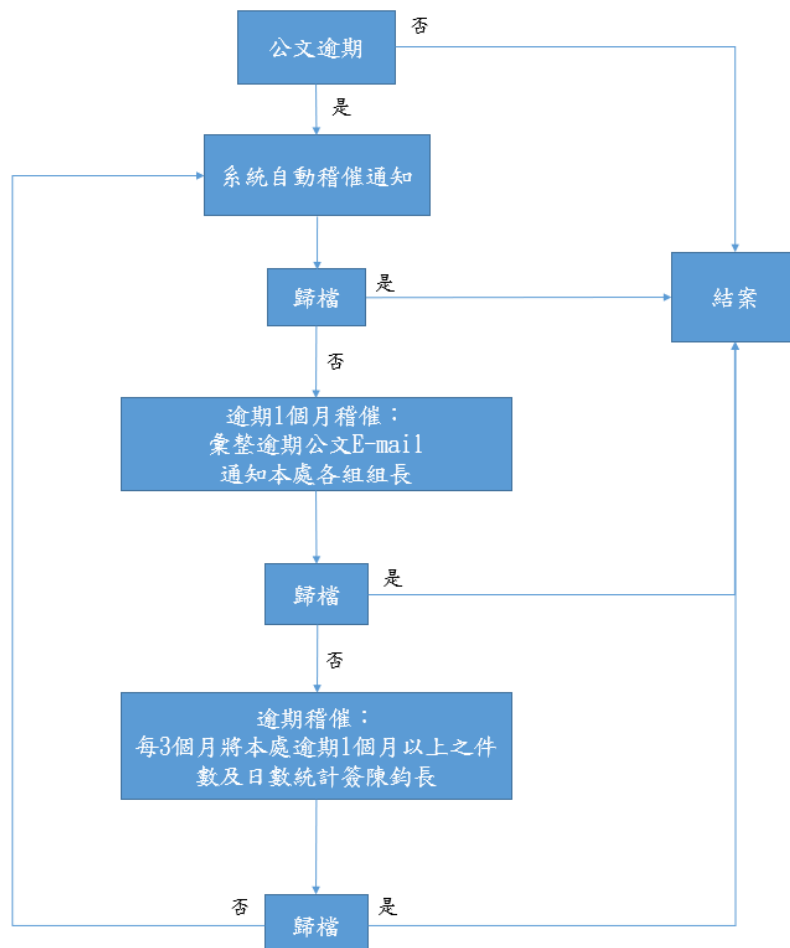 公文逾期
否
是
系統自動稽催通知
歸檔
是
結案
否
逾期1個月稽催：
彙整逾期公文E-mail
通知本處各組組長
歸檔
是
否
逾期稽催：
每3個月將本處逾期1個月以上之件
數及日數統計簽陳鈞長
否
歸檔
是